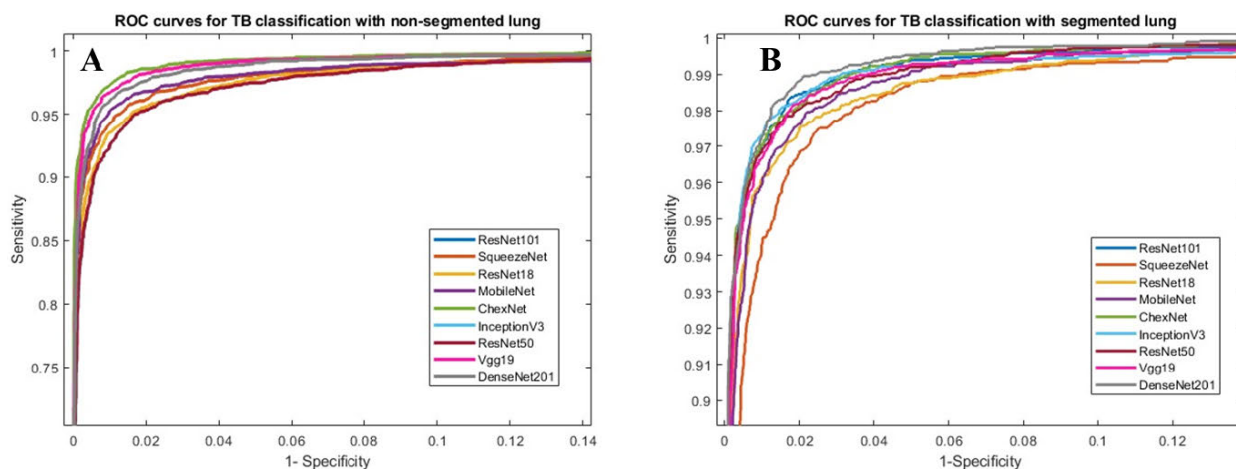 ROC curves for TB classification with non-segmented lung
A
1
0.95
0.9
0.85
0.8
0.75
Sensitivity
ResNet101
SqueezeNet
ResNet18
MobileNet
ChexNet
InceptionV3
ResNet50
Vgg19
DenseNet201
0 0.02 0.04 0.06 0.08 0.1 0.12 0.14
1- Specificity
ROC curves for TB classification with segmented lung
B
1
0.99
0.98
0.97
0.96
0.95
0.94
0.93
0.92
0.91
0.9
Sensitivity
ResNet101
SqueezeNet
ResNet18
MobileNet
ChexNet
InceptionV3
ResNet50
Vgg19
DenseNet201
0 0.02 0.04 0.06 0.08 0.1 0.12
1-Specificity